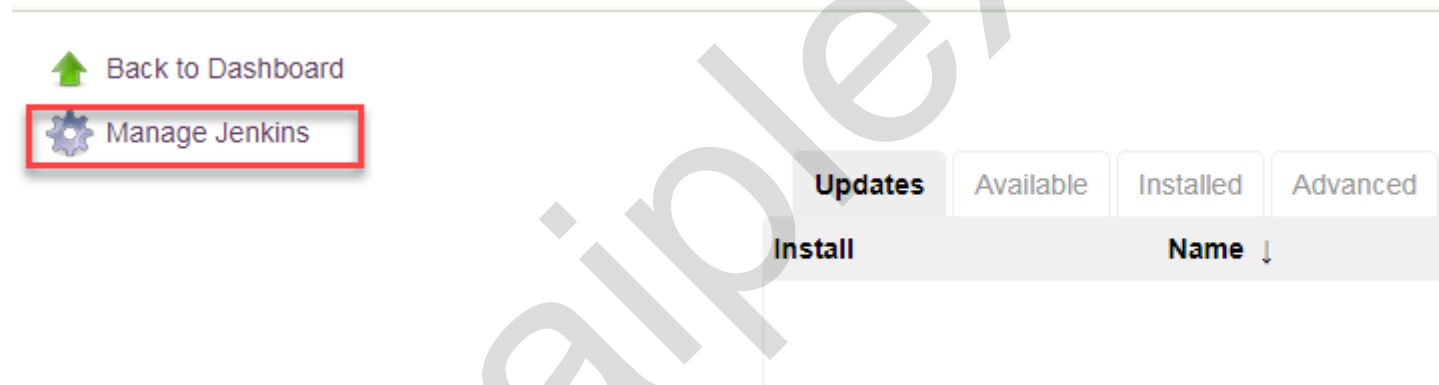 Back to Dashboard
Manage Jenkins
Updates Available Installed Advanced
Install Name ↓